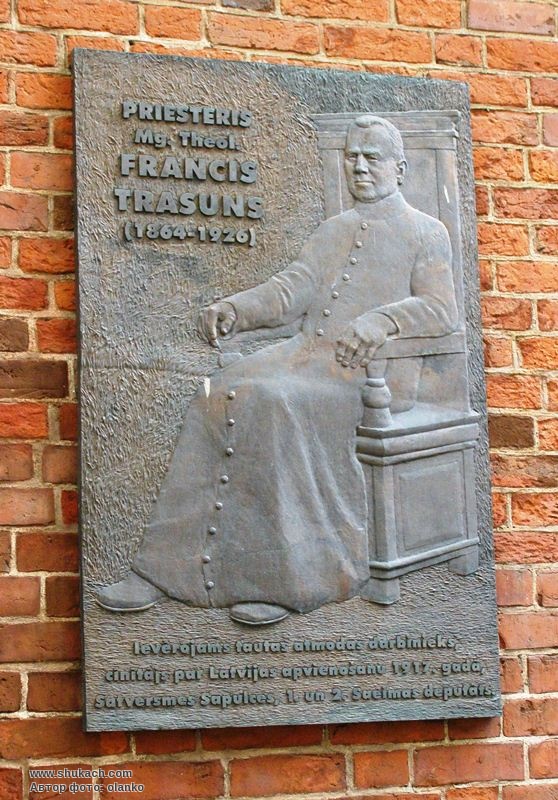 PRIESTERIS
Mg. Theol.
FRANCIS
TRASUNS
(1864-1926)
Ievērojams tautas atmodas darbinieks,
cīnītājs par Latvijas apvienošanu 1917. gadā,
Satversmes Sapulces, 1. un 2. Saeimas deputāts
www.shukach.com
Автор фото: olanko